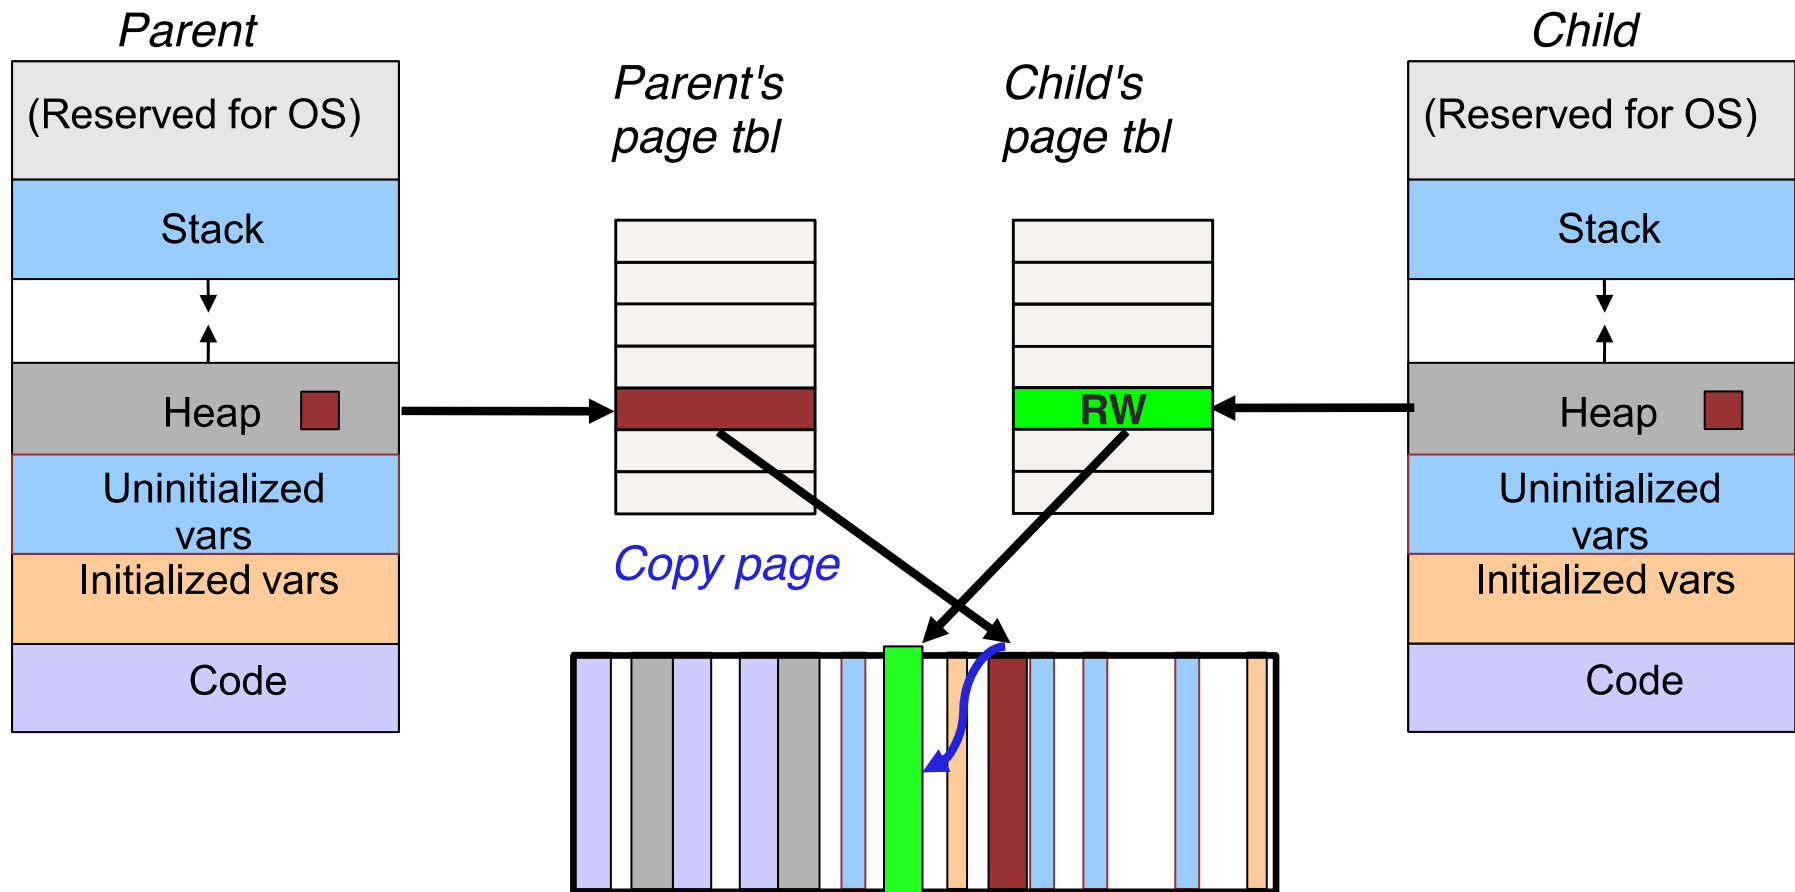 Parent
Child
Parent's
page tbl
Child's
page tbl
(Reserved for OS)
Stack
Heap
Uninitialized
vars
Initialized vars
Code
RW
Copy page
(Reserved for OS)
Stack
Heap
Uninitialized
vars
Initialized vars
Code